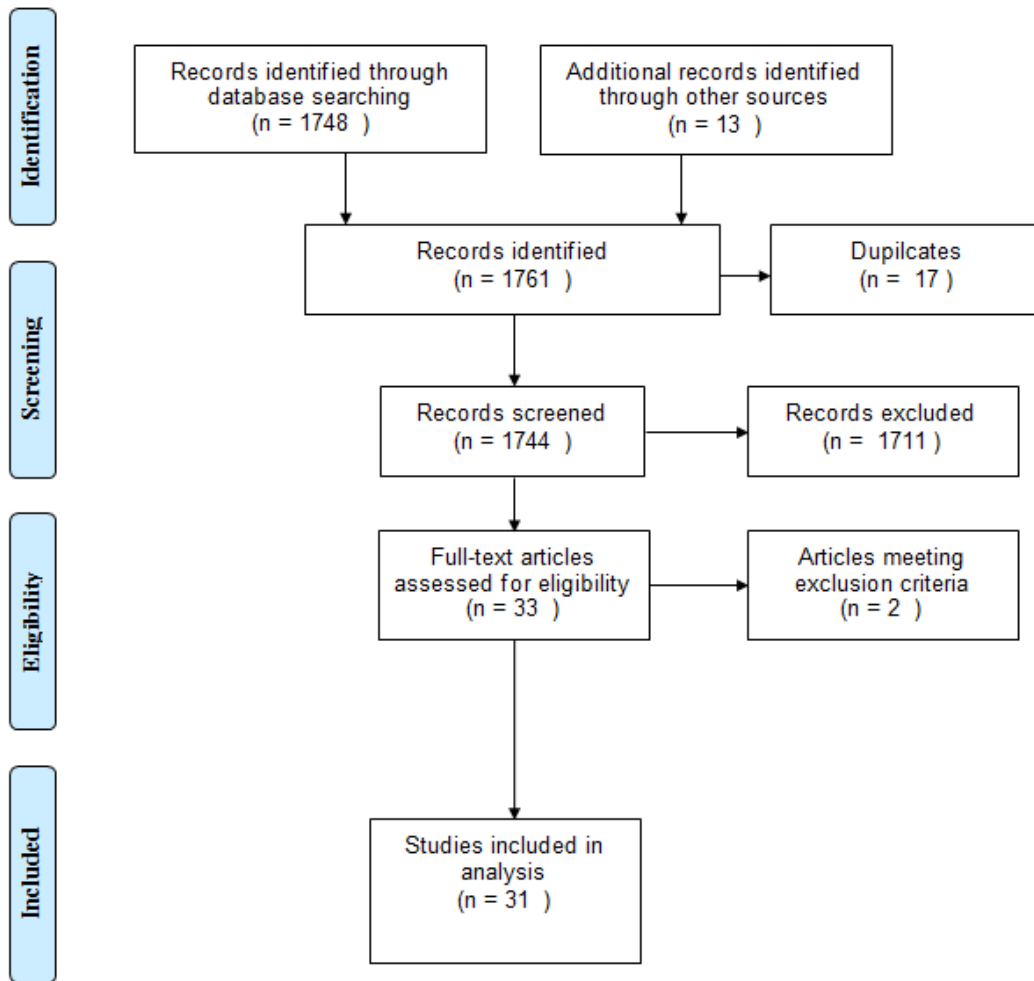 Identification
Records identified through
database searching
(n = 1748  )
Additional records identified
through other sources
(n = 13  )
Records identified
(n = 1761  )
Dupilcates
(n =  17 )
Screening
Records screened
(n = 1744  )
Records excluded
(n =  1711 )
Eligibility
Full-text articles
assessed for eligibility
(n = 33  )
Articles meeting
exclusion criteria
(n = 2  )
Included
Studies included in
analysis
(n = 31  )